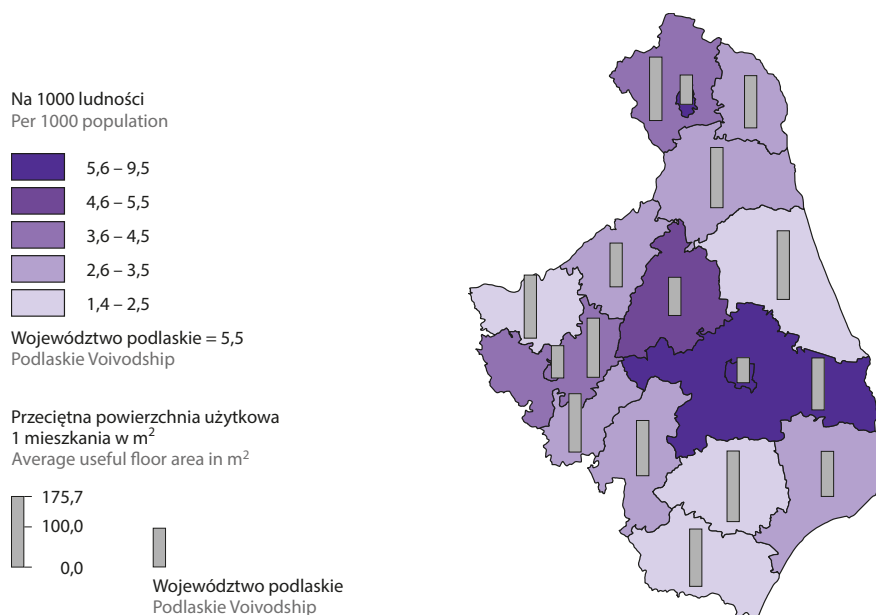 Na 1000 ludności
Per 1000 population
5,6 – 9,5
4,6 – 5,5
3,6 – 4,5
2,6 – 3,5
1,4 – 2,5
Województwo podlaskie = 5,5
Podlaskie Voivodship
Przeciętna powierzchnia użytkowa
1 mieszkania w m²
Average useful floor area in m²
175,7
100,0
0,0
Województwo podlaskie
Podlaskie Voivodship